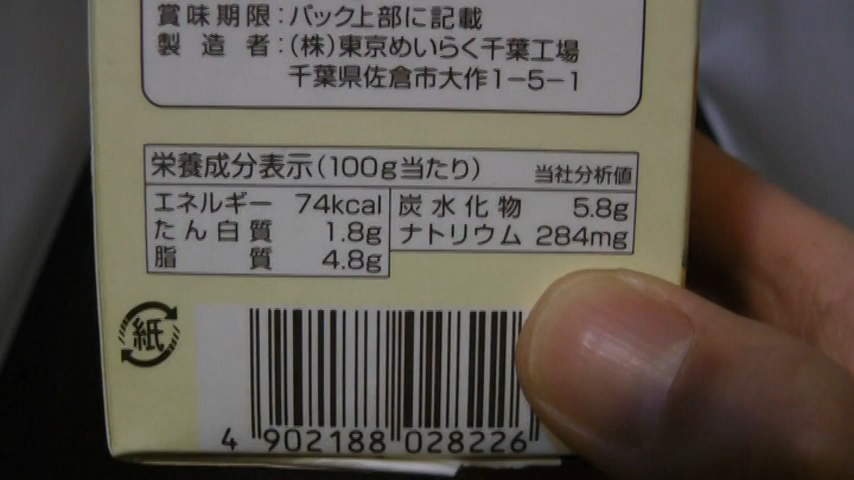 賞味期限：パック上部に記載
製造者：(株)東京めいらく千葉工場
千葉県佐倉市大作1-5-1
栄養成分表示(100g当たり) 当社分析値
エネルギー 74kcal 炭水化物 5.8g
たん白質 1.8g ナトリウム 284mg
脂質 4.8g
紙
4 902188 028226